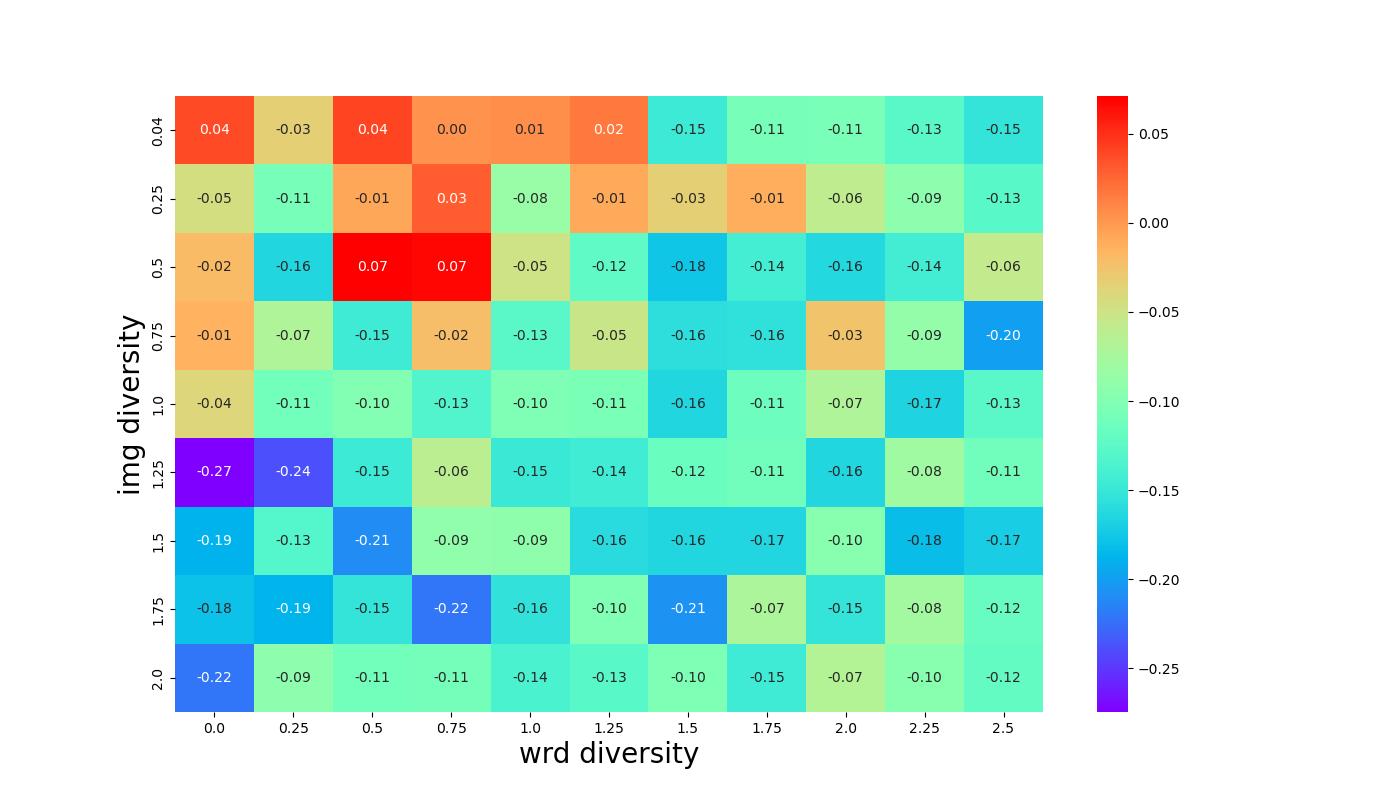 0.04 0.04 -0.03 0.04 0.00 0.01 0.02 -0.15 -0.11 -0.11 -0.13 -0.15
0.25 -0.05 -0.11 -0.01 0.03 -0.08 -0.01 -0.03 -0.01 -0.06 -0.09 -0.13
0.5 -0.02 -0.16 0.07 0.07 -0.05 -0.12 -0.18 -0.14 -0.16 -0.14 -0.06
0.75 -0.01 -0.07 -0.15 -0.02 -0.13 -0.05 -0.16 -0.16 -0.03 -0.09 -0.20
1.0 -0.04 -0.11 -0.10 -0.13 -0.10 -0.11 -0.16 -0.11 -0.07 -0.17 -0.13
1.25 -0.27 -0.24 -0.15 -0.06 -0.15 -0.14 -0.12 -0.11 -0.16 -0.08 -0.11
1.5 -0.19 -0.13 -0.21 -0.09 -0.09 -0.16 -0.16 -0.17 -0.10 -0.18 -0.17
1.75 -0.18 -0.19 -0.15 -0.22 -0.16 -0.10 -0.21 -0.07 -0.15 -0.08 -0.12
2.0 -0.22 -0.09 -0.11 -0.11 -0.14 -0.13 -0.10 -0.15 -0.07 -0.10 -0.12
0.0 0.25 0.5 0.75 1.0 1.25 1.5 1.75 2.0 2.25 2.5
wrd diversity
img diversity
0.05
0.00
−0.05
−0.10
−0.15
−0.20
−0.25